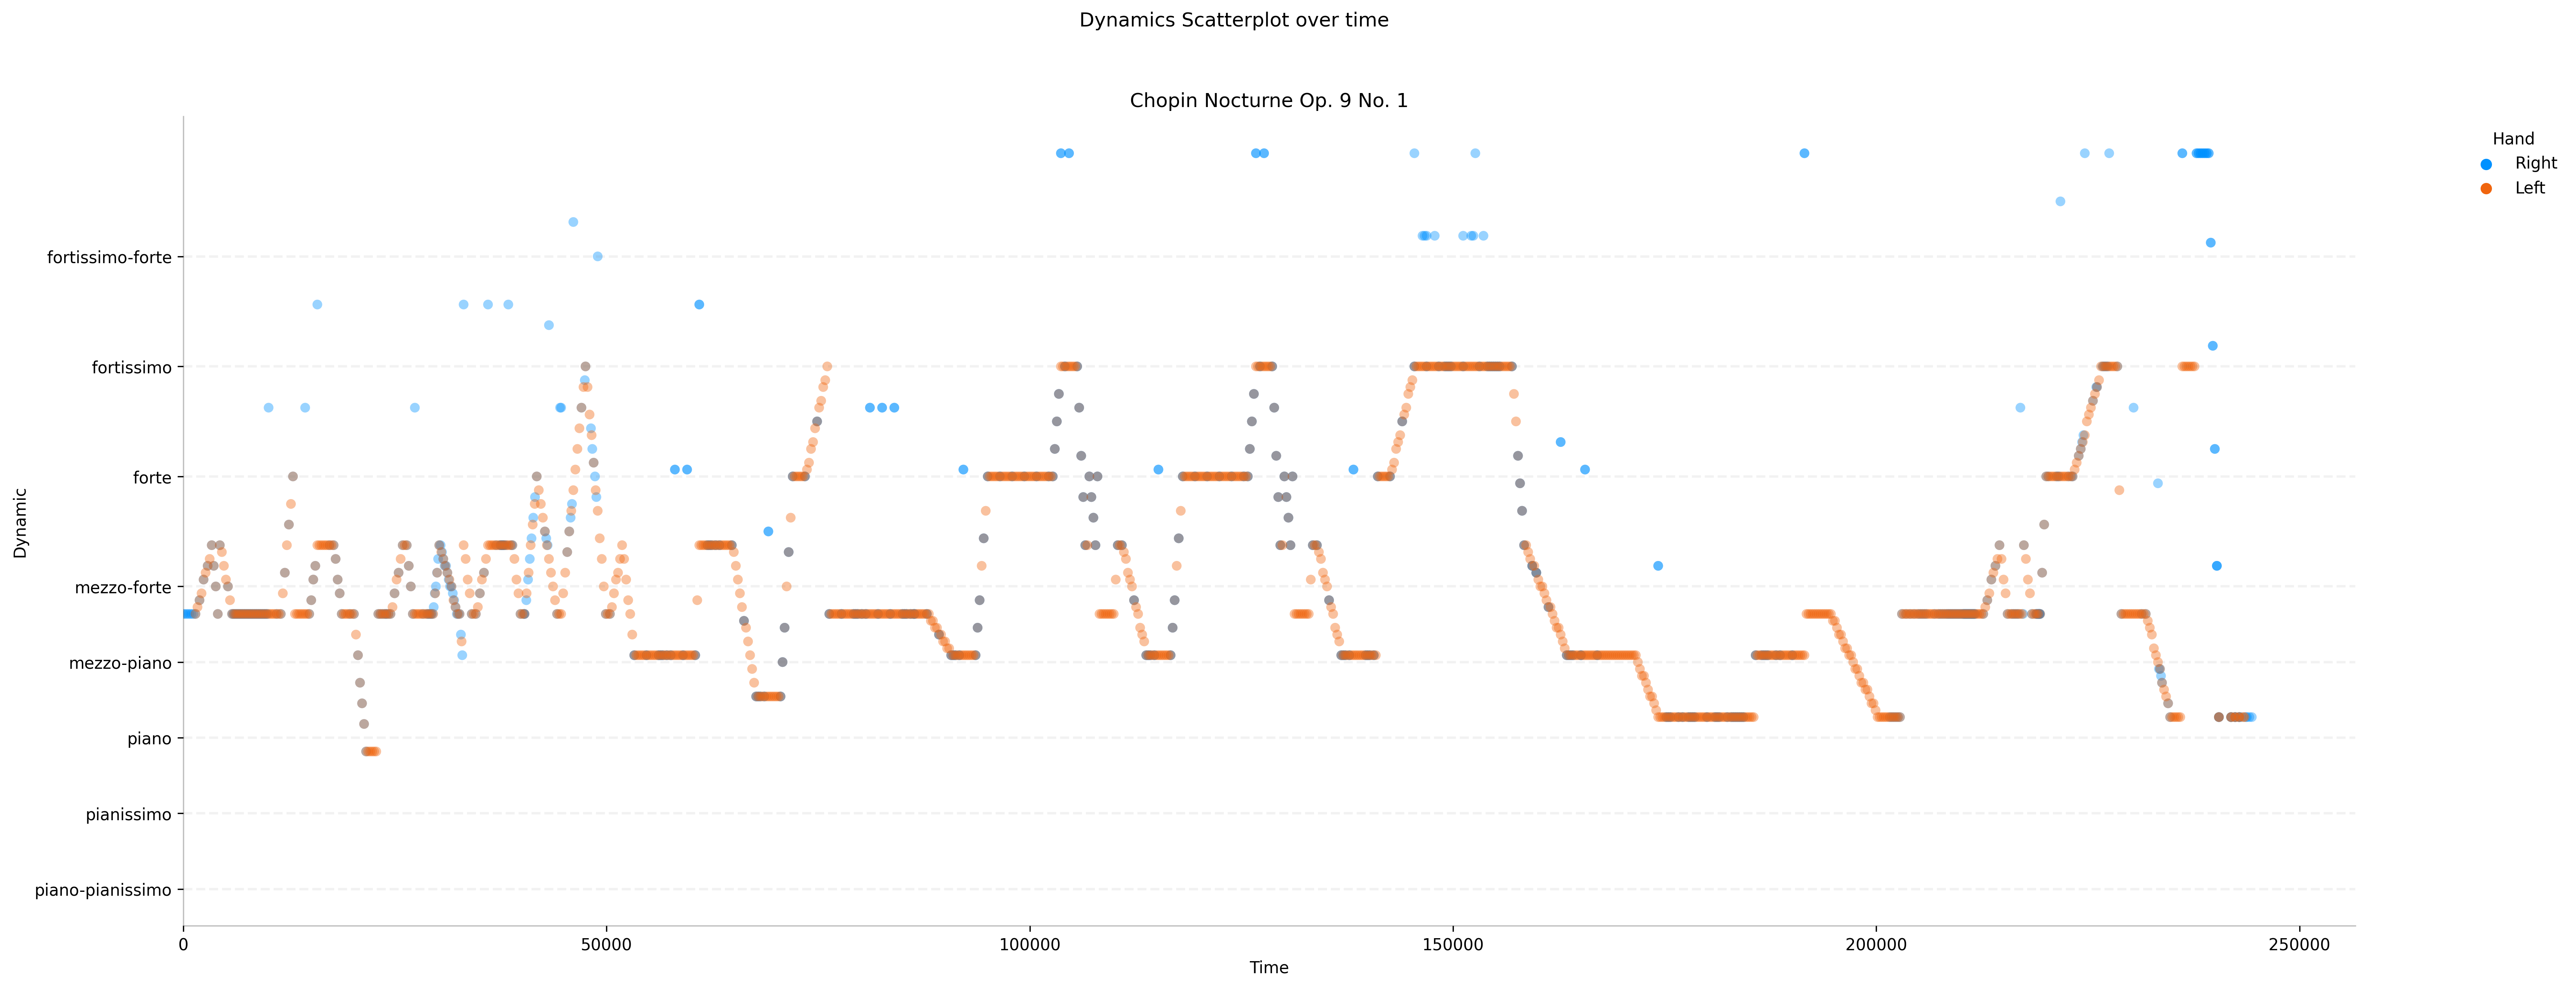 Dynamics Scatterplot over time
Chopin Nocturne Op. 9 No. 1
Hand
Right
Left
fortissimo-forte
fortissimo
forte
mezzo-forte
mezzo-piano
piano
pianissimo
piano-pianissimo
Dynamic
0 50000 100000 150000 200000 250000
Time